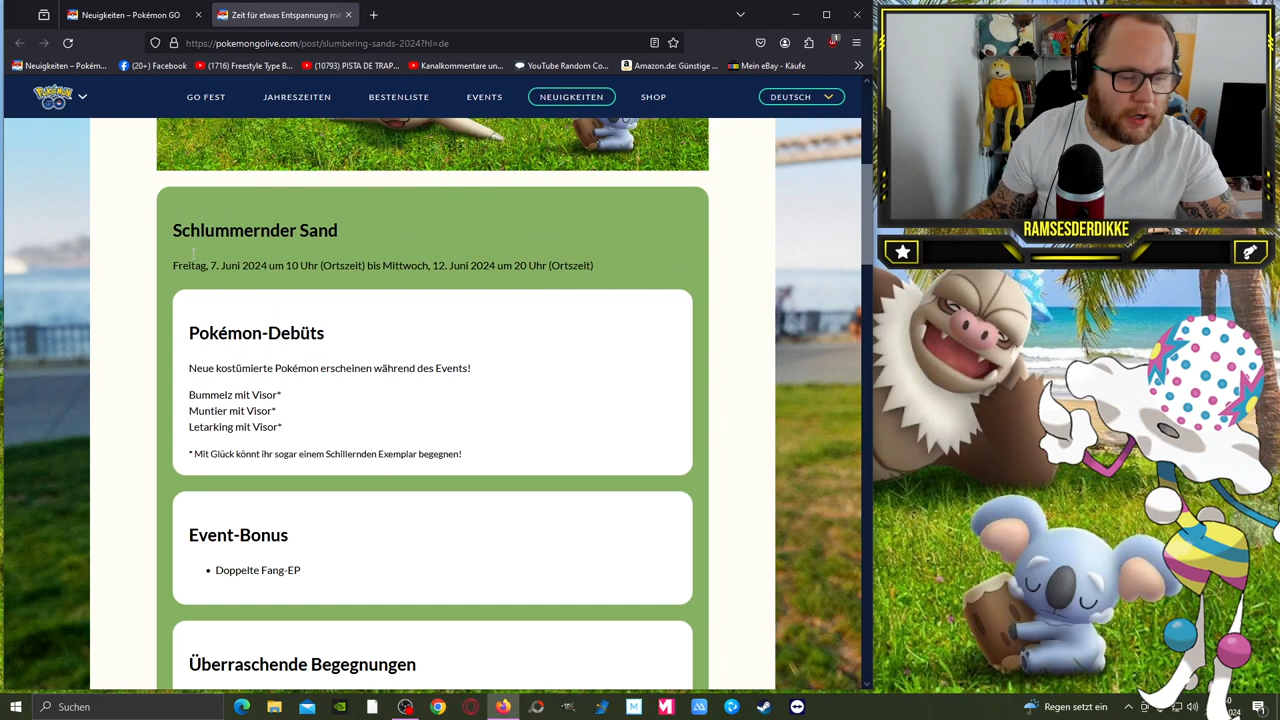 Neuigkeiten – Pokémon GO
Zeit für etwas Entspannung mi
https://pokemongolive.com/post/slumbering-sands-2024?hl=de
Neuigkeiten – Pokém...
(20+) Facebook
(1716) Freestyle Type B...
(10793) PISTA DE TRAP...
Kanalkommentare un...
YouTube Random Co...
Amazon.de: Günstige ...
Mein eBay - Käufe
GO FEST
JAHRESZEITEN
BESTENLISTE
EVENTS
NEUIGKEITEN
SHOP
DEUTSCH
Schlummernder Sand
Freitag, 7. Juni 2024 um 10 Uhr (Ortszeit) bis Mittwoch, 12. Juni 2024 um 20 Uhr (Ortszeit)
Pokémon-Debüts
Neue kostümierte Pokémon erscheinen während des Events!
Bummelz mit Visor*
Muntier mit Visor*
Letarking mit Visor*
* Mit Glück könnt ihr sogar einem Schillernden Exemplar begegnen!
Event-Bonus
• Doppelte Fang-EP
Überraschende Begegnungen
RAMSESDERDIKKE
Suchen
Regen setzt ein